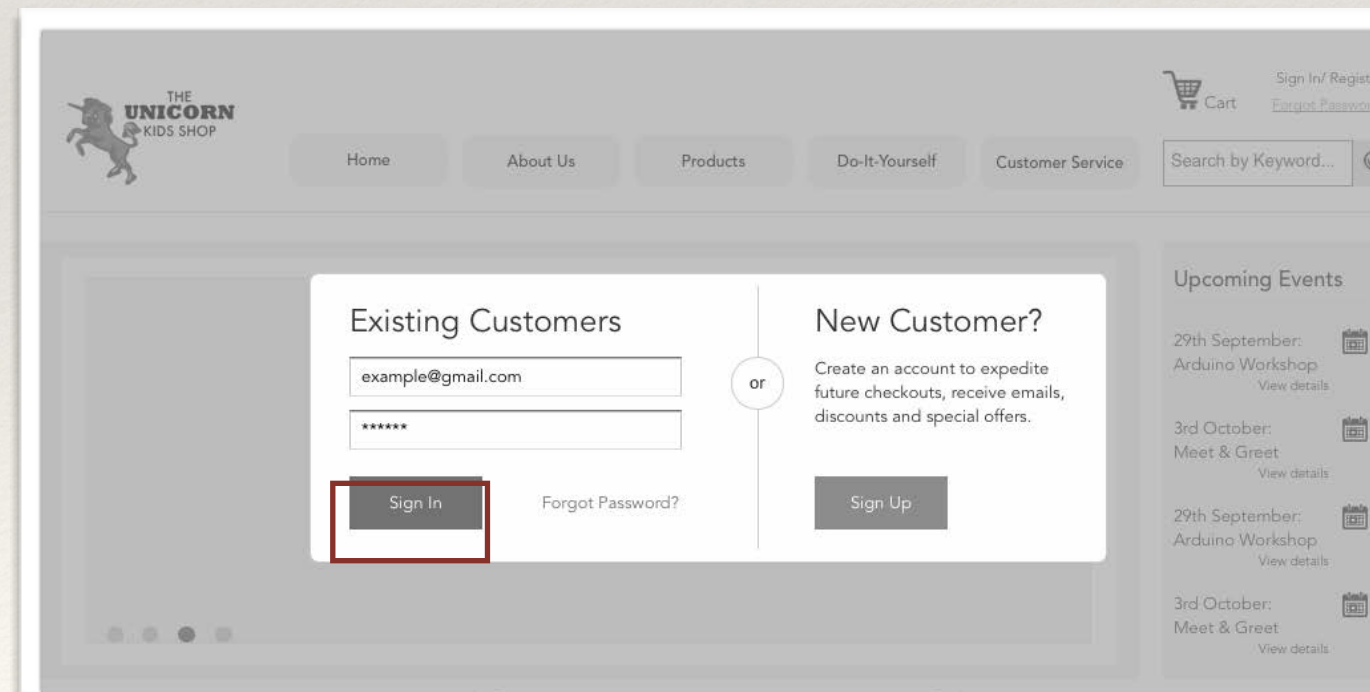 THE
UNICORN
KIDS SHOP
Cart
Sign In/
Forgot
Home
About Us
Products
Do-It-Yourself
Customer Service
Search by Keyword...
Existing Customers
example@gmail.com
******
Sign In
Forgot Password?
or
New Customer?
Create an account to expedite
future checkouts, receive emails,
discounts and special offers.
Sign Up
Upcoming Events
29th September:
Arduino Workshop
View details
3rd October:
Meet & Greet
View details
29th September:
Arduino Workshop
View details
3rd October:
Meet & Greet
View details